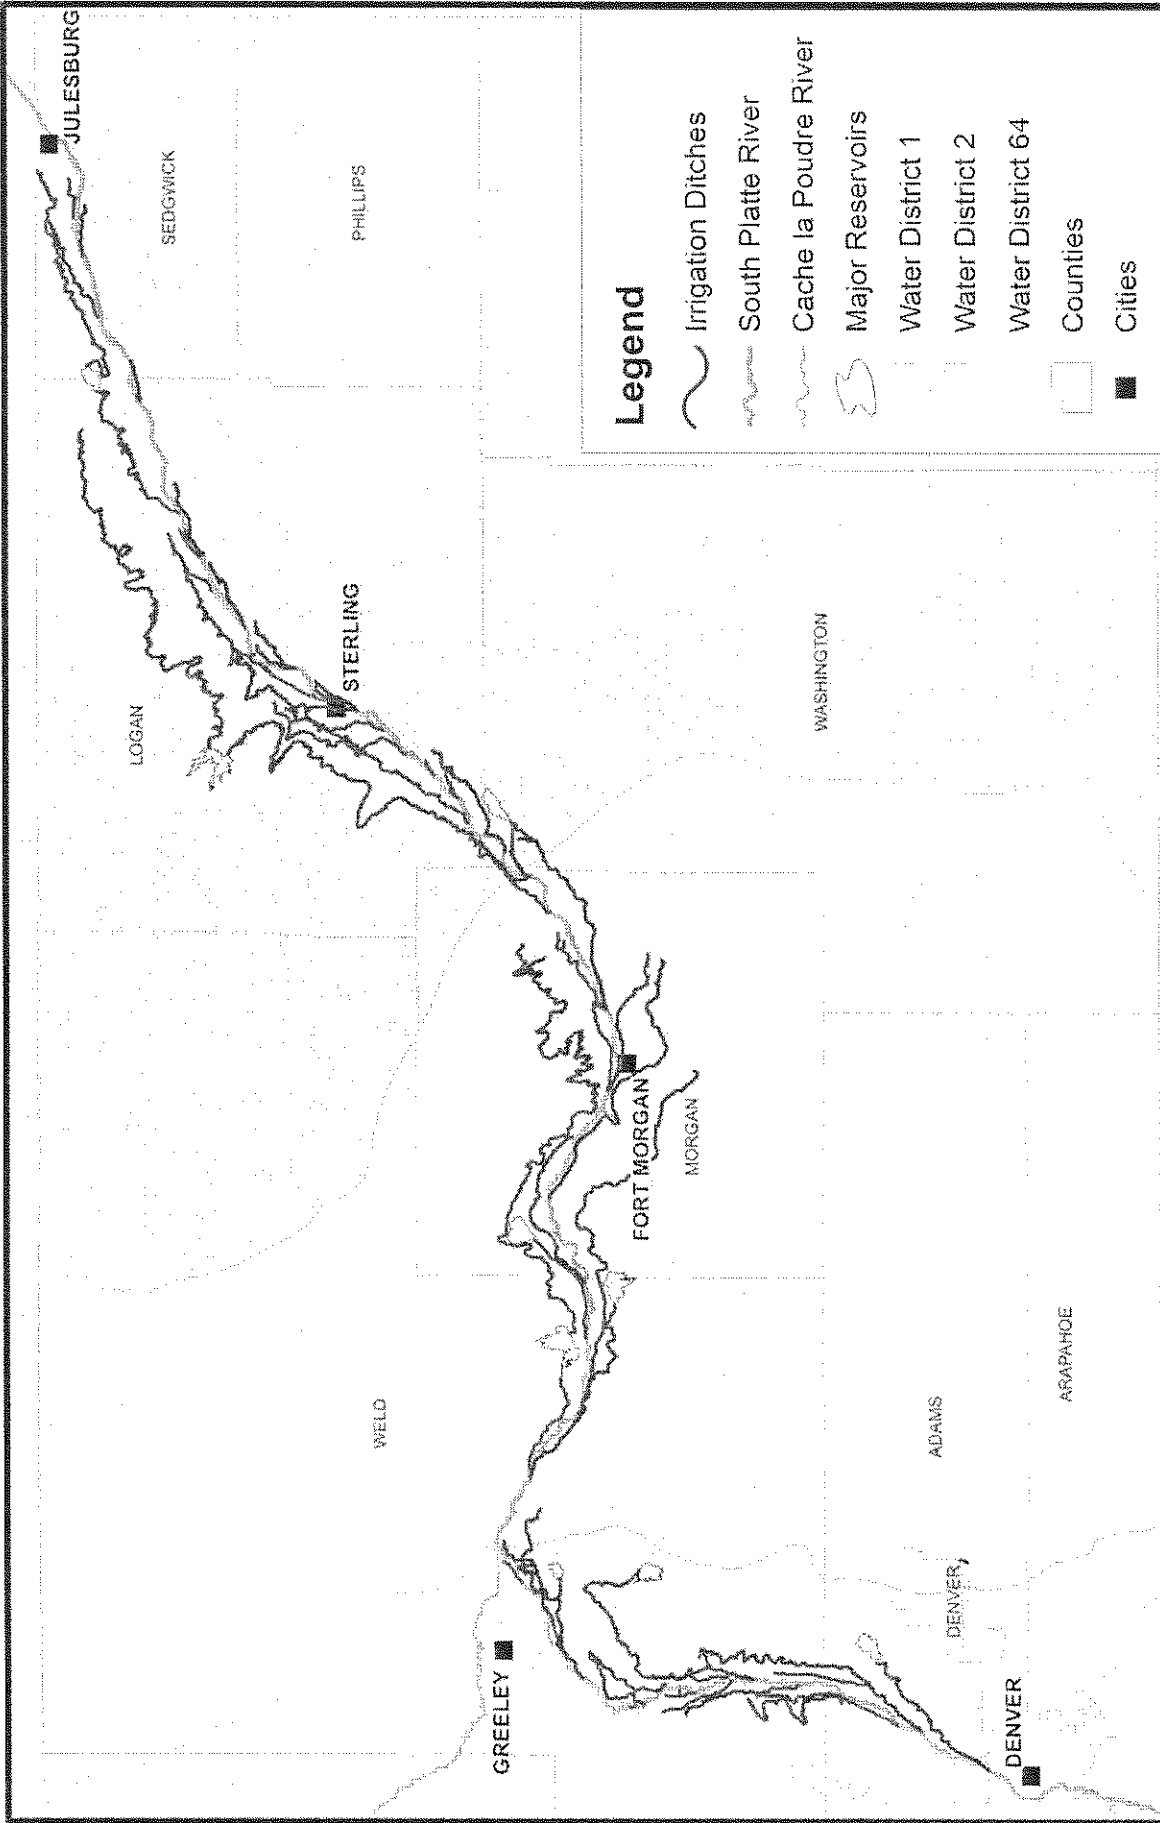 JULESBURG
SEDGWICK
PHILLIPS
LOGAN
STERLING
WASHINGTON
WELD
FORT MORGAN
MORGAN
GREELEY
ADAMS
ARAPAHOE
DENVER,
DENVER
Legend
Irrigation Ditches
South Platte River
Cache la Poudre River
Major Reservoirs
Water District 1
Water District 2
Water District 64
Counties
Cities